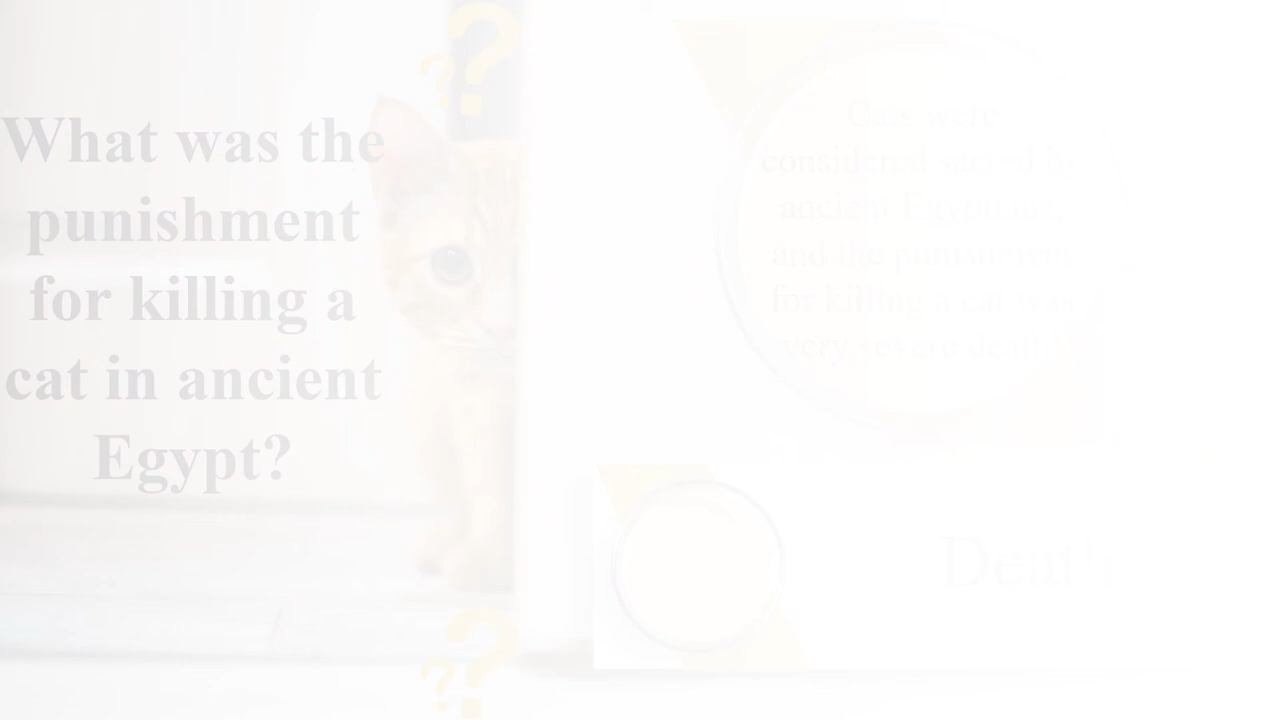 What was the
punishment
for killing a
cat in ancient
Egypt?
Cats were
considered sacred by
ancient Egyptians,
and the punishment
for killing a cat was
very severe death
Death